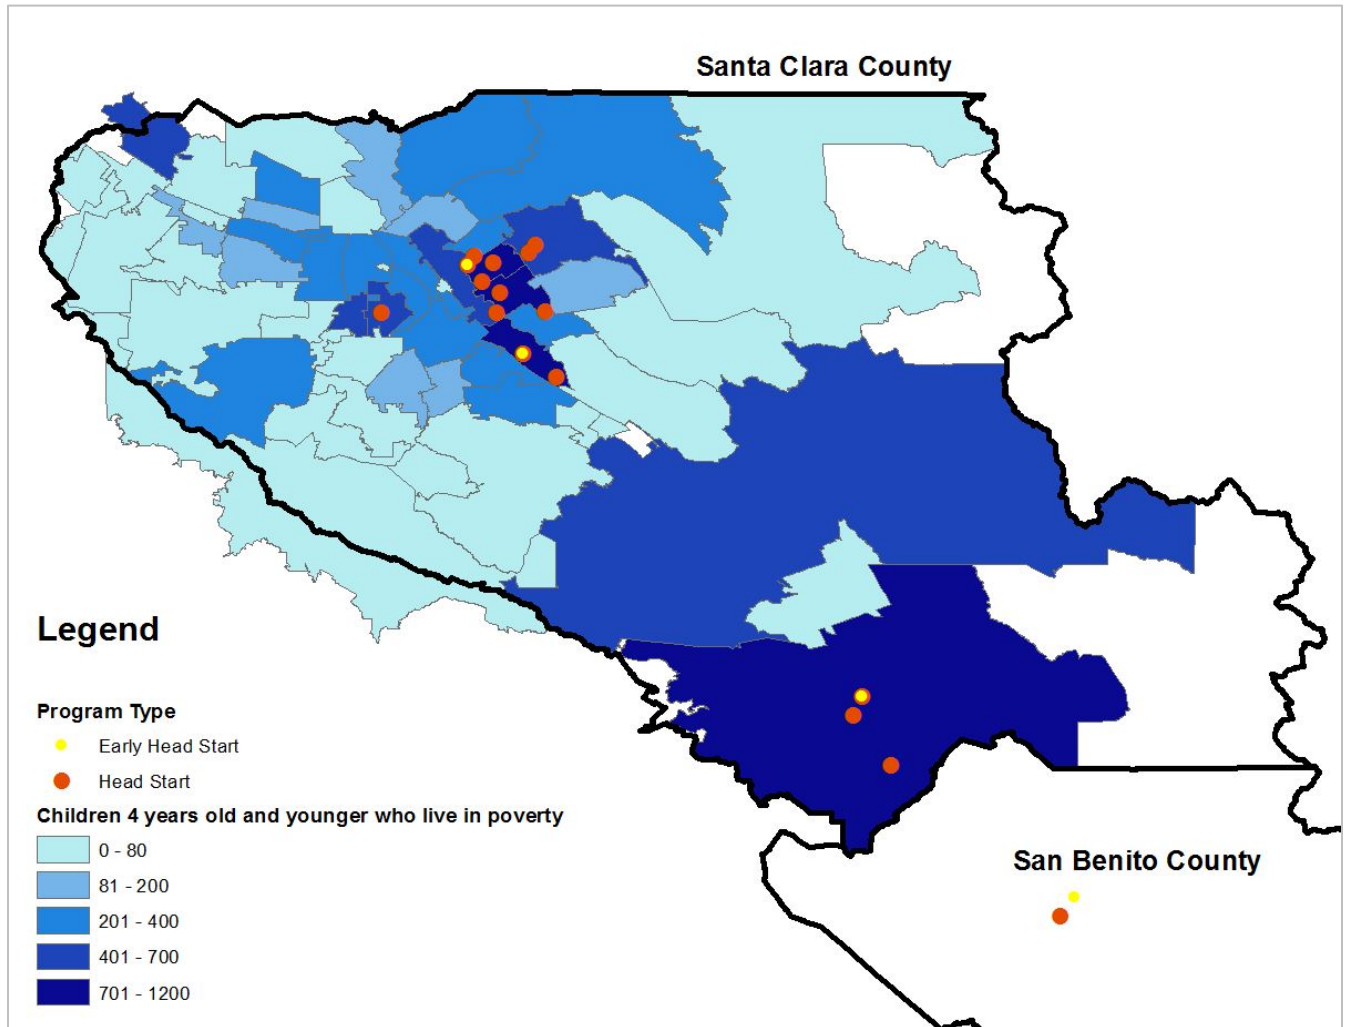 Santa Clara County
Legend
Program Type
Early Head Start
Head Start
Children 4 years old and younger who live in poverty
0 - 80
81 - 200
201 - 400
401 - 700
701 - 1200
San Benito County